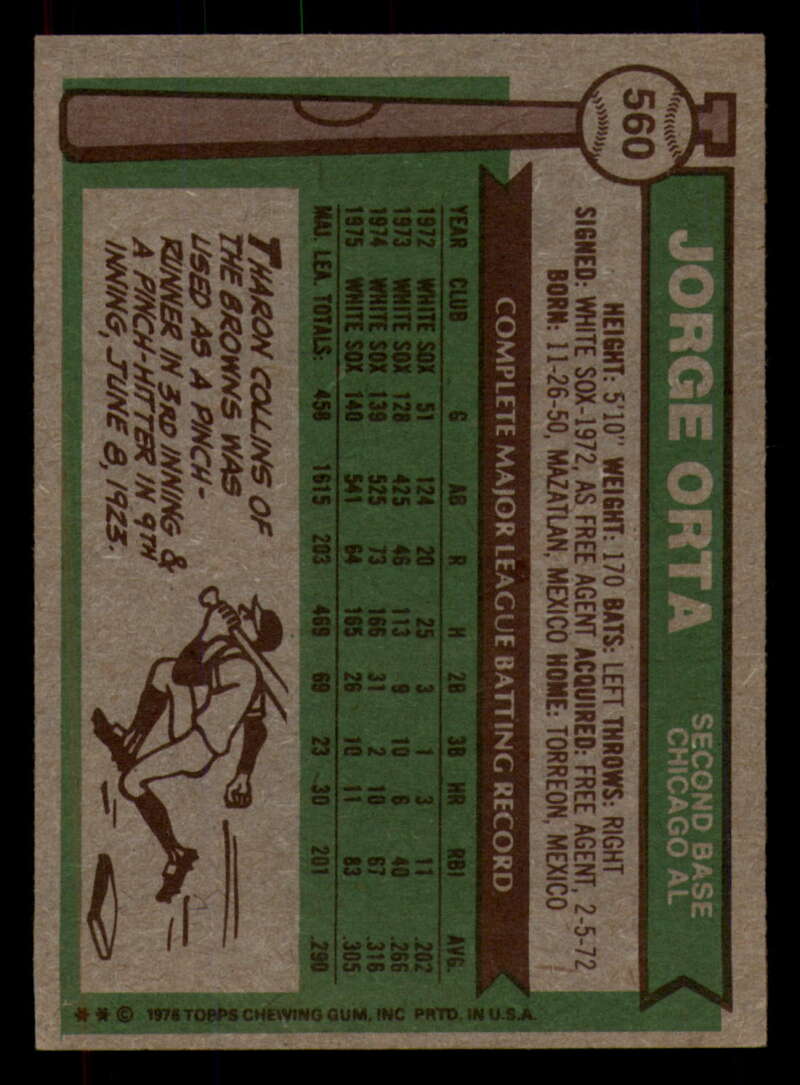 560
JORGE ORTA
SECOND BASE
CHICAGO AL
HEIGHT: 5'10" WEIGHT: 170 BATS: LEFT THROWS: RIGHT
SIGNED: WHITE SOX-1972, AS FREE AGENT ACQUIRED: FREE AGENT, 2-5-72
BORN: 11-26-50, MAZATLAN, MEXICO HOME: TORREON, MEXICO
COMPLETE MAJOR LEAGUE BATTING RECORD
YEAR CLUB G AB R H 2B 3B HR RBI AVG.
1972 WHITE SOX 51 124 20 25 3 1 3 11 .202
1973 WHITE SOX 128 425 46 113 9 10 6 40 .266
1974 WHITE SOX 139 525 73 166 31 2 10 67 .316
1975 WHITE SOX 140 541 64 165 26 10 11 83 .305
MAJ. LEA. TOTALS: 458 1615 203 469 69 23 30 201 .290
THARON COLLINS OF
THE BROWNS WAS
USED AS A PINCH-
RUNNER IN 3RD INNING &
A PINCH-HITTER IN 9TH
INNING, JUNE 8, 1923.
** © 1976 TOPPS CHEWING GUM, INC PRTD. IN U.S.A.